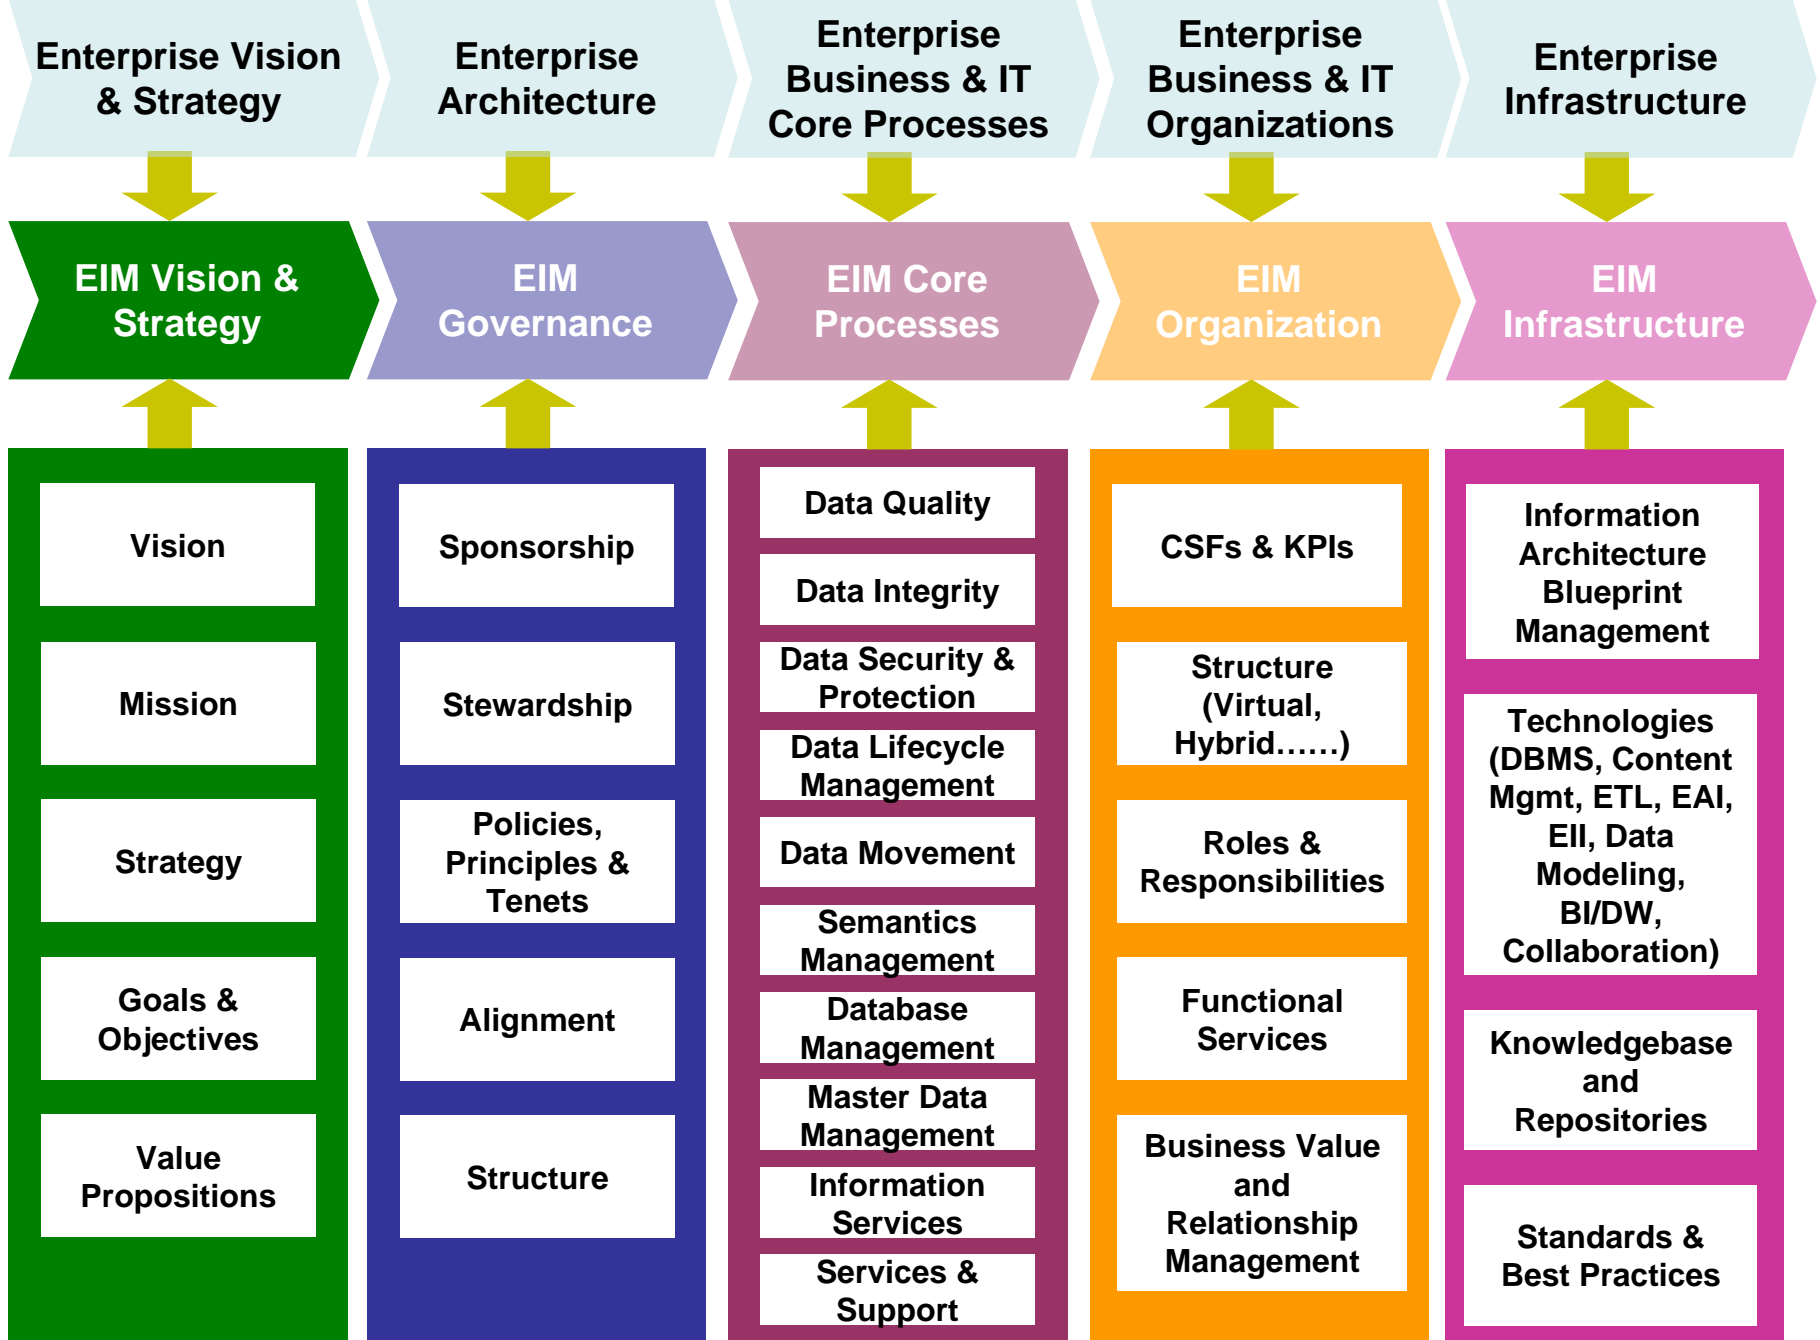 Enterprise Vision
& Strategy
Enterprise
Architecture
Enterprise
Business & IT
Core Processes
Enterprise
Business & IT
Organizations
Enterprise
Infrastructure
EIM Vision &
Strategy
EIM
Governance
EIM Core
Processes
EIM
Organization
EIM
Infrastructure
Vision
Mission
Strategy
Goals &
Objectives
Value
Propositions
Sponsorship
Stewardship
Policies,
Principles &
Tenets
Alignment
Structure
Data Quality
Data Integrity
Data Security &
Protection
Data Lifecycle
Management
Data Movement
Semantics
Management
Database
Management
Master Data
Management
Information
Services
Services &
Support
CSFs & KPIs
Structure
(Virtual,
Hybrid……)
Roles &
Responsibilities
Functional
Services
Business Value
and
Relationship
Management
Information
Architecture
Blueprint
Management
Technologies
(DBMS, Content
Mgmt, ETL, EAI,
EII, Data
Modeling,
BI/DW,
Collaboration)
Knowledgebase
and
Repositories
Standards &
Best Practices